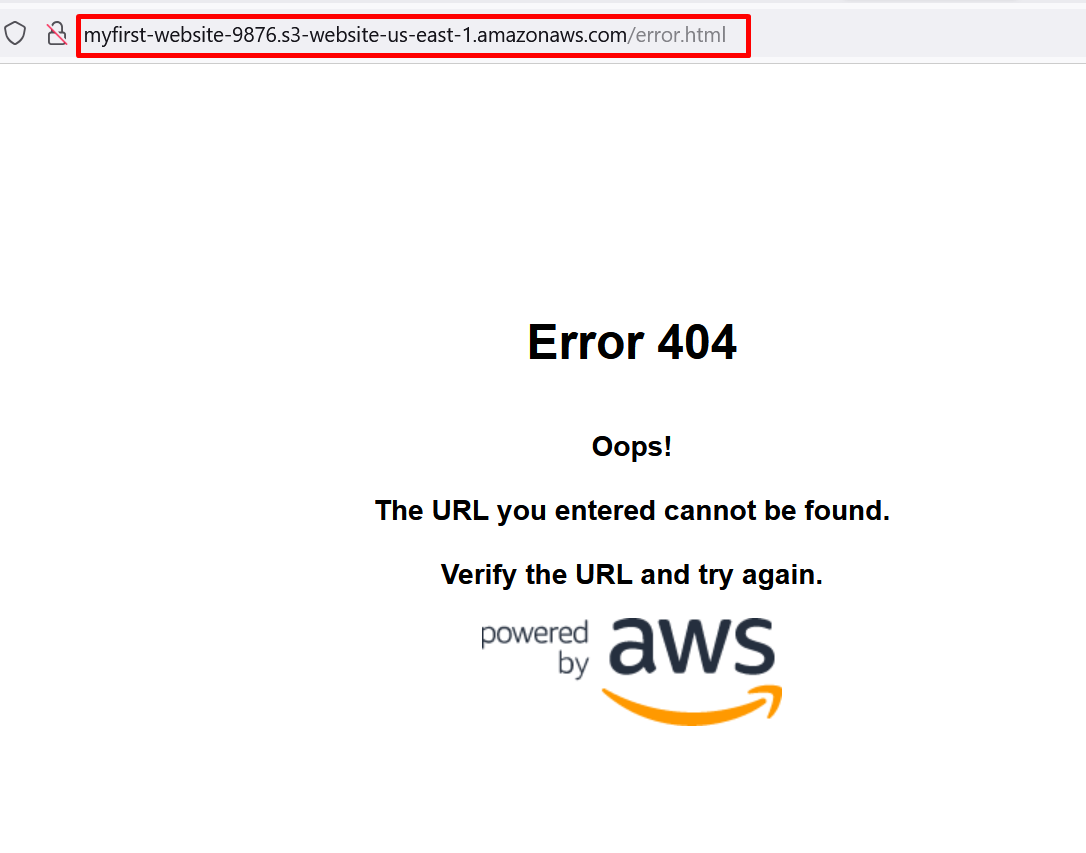 myfirst-website-9876.s3-website-us-east-1.amazonaws.com/error.html
Error 404
Oops!
The URL you entered cannot be found.
Verify the URL and try again.
powered
by
aws